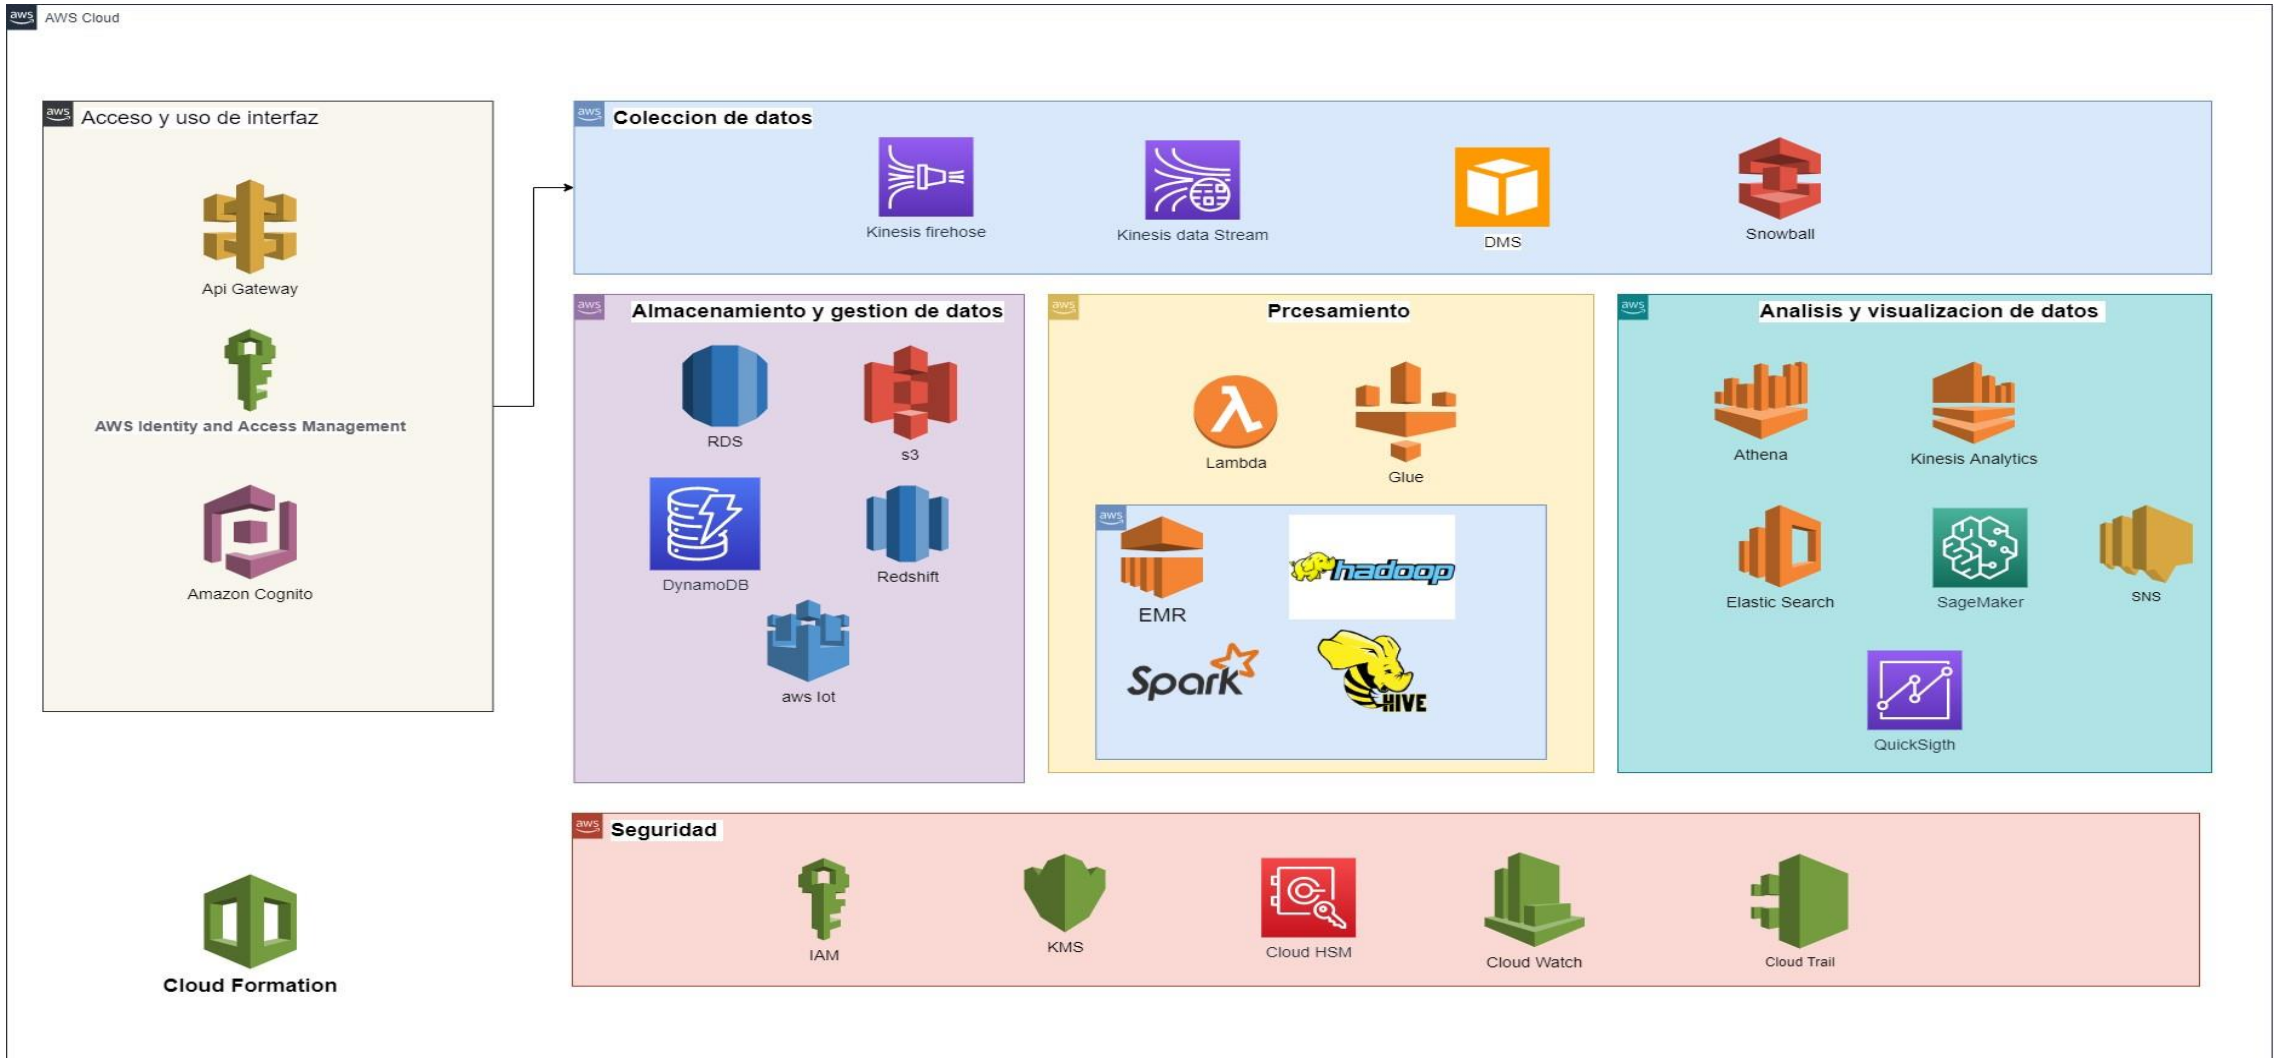 aws
AWS Cloud
aws
Acceso y uso de interfaz
Api Gateway
AWS Identity and Access Management
Amazon Cognito
aws
Coleccion de datos
Kinesis firehose
Kinesis data Stream
DMS
Snowball
aws
Almacenamiento y gestion de datos
RDS
s3
DynamoDB
Redshift
aws Iot
aws
Prcesamiento
Lambda
Glue
aws
EMR
hadoop
Spark
HIVE
aws
Analisis y visualizacion de datos
Athena
Kinesis Analytics
Elastic Search
SageMaker
SNS
QuickSigth
aws
Seguridad
IAM
KMS
Cloud HSM
Cloud Watch
Cloud Trail
Cloud Formation